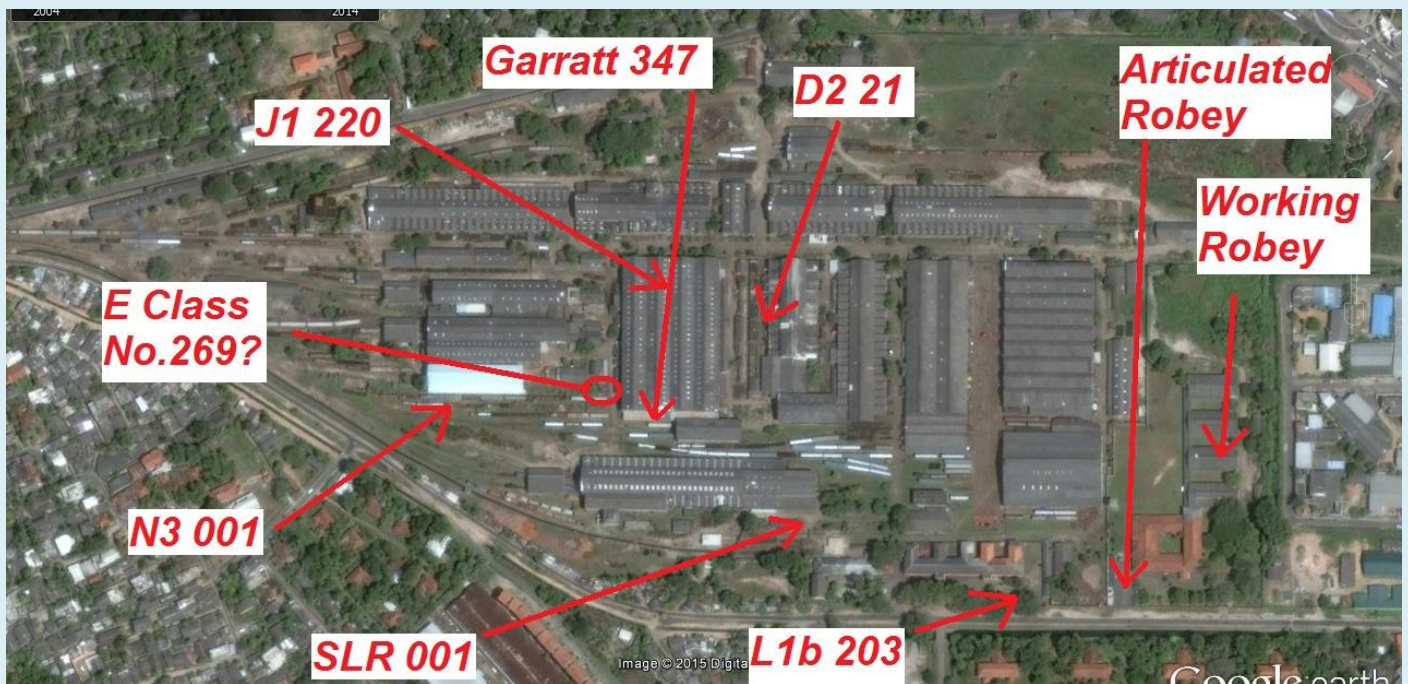 2004 2014
Garratt 347
D2 21
Articulated
Robey
J1 220
Working
Robey
E Class
No.269?
N3 001
SLR 001
L1b 203
Image © 2015 Digita
Google earth